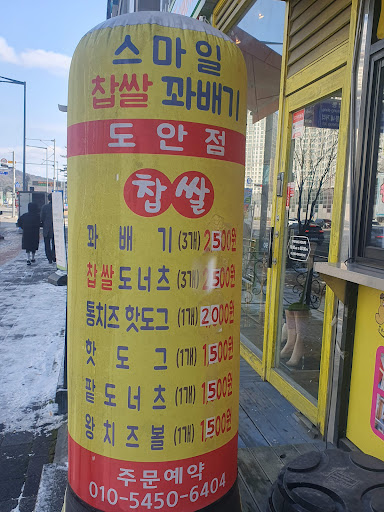 스마일
찹쌀 꽈배기
도안점
찹쌀
꽈배기 (3개) 2500원
찹쌀도너츠 (3개) 2500원
통치즈핫도그 (1개) 2000원
핫도그 (1개) 1,500원
팥도너츠 (1개) 1,500원
왕치즈볼 (1개) 1,500원
주문예약
010-5450-6404